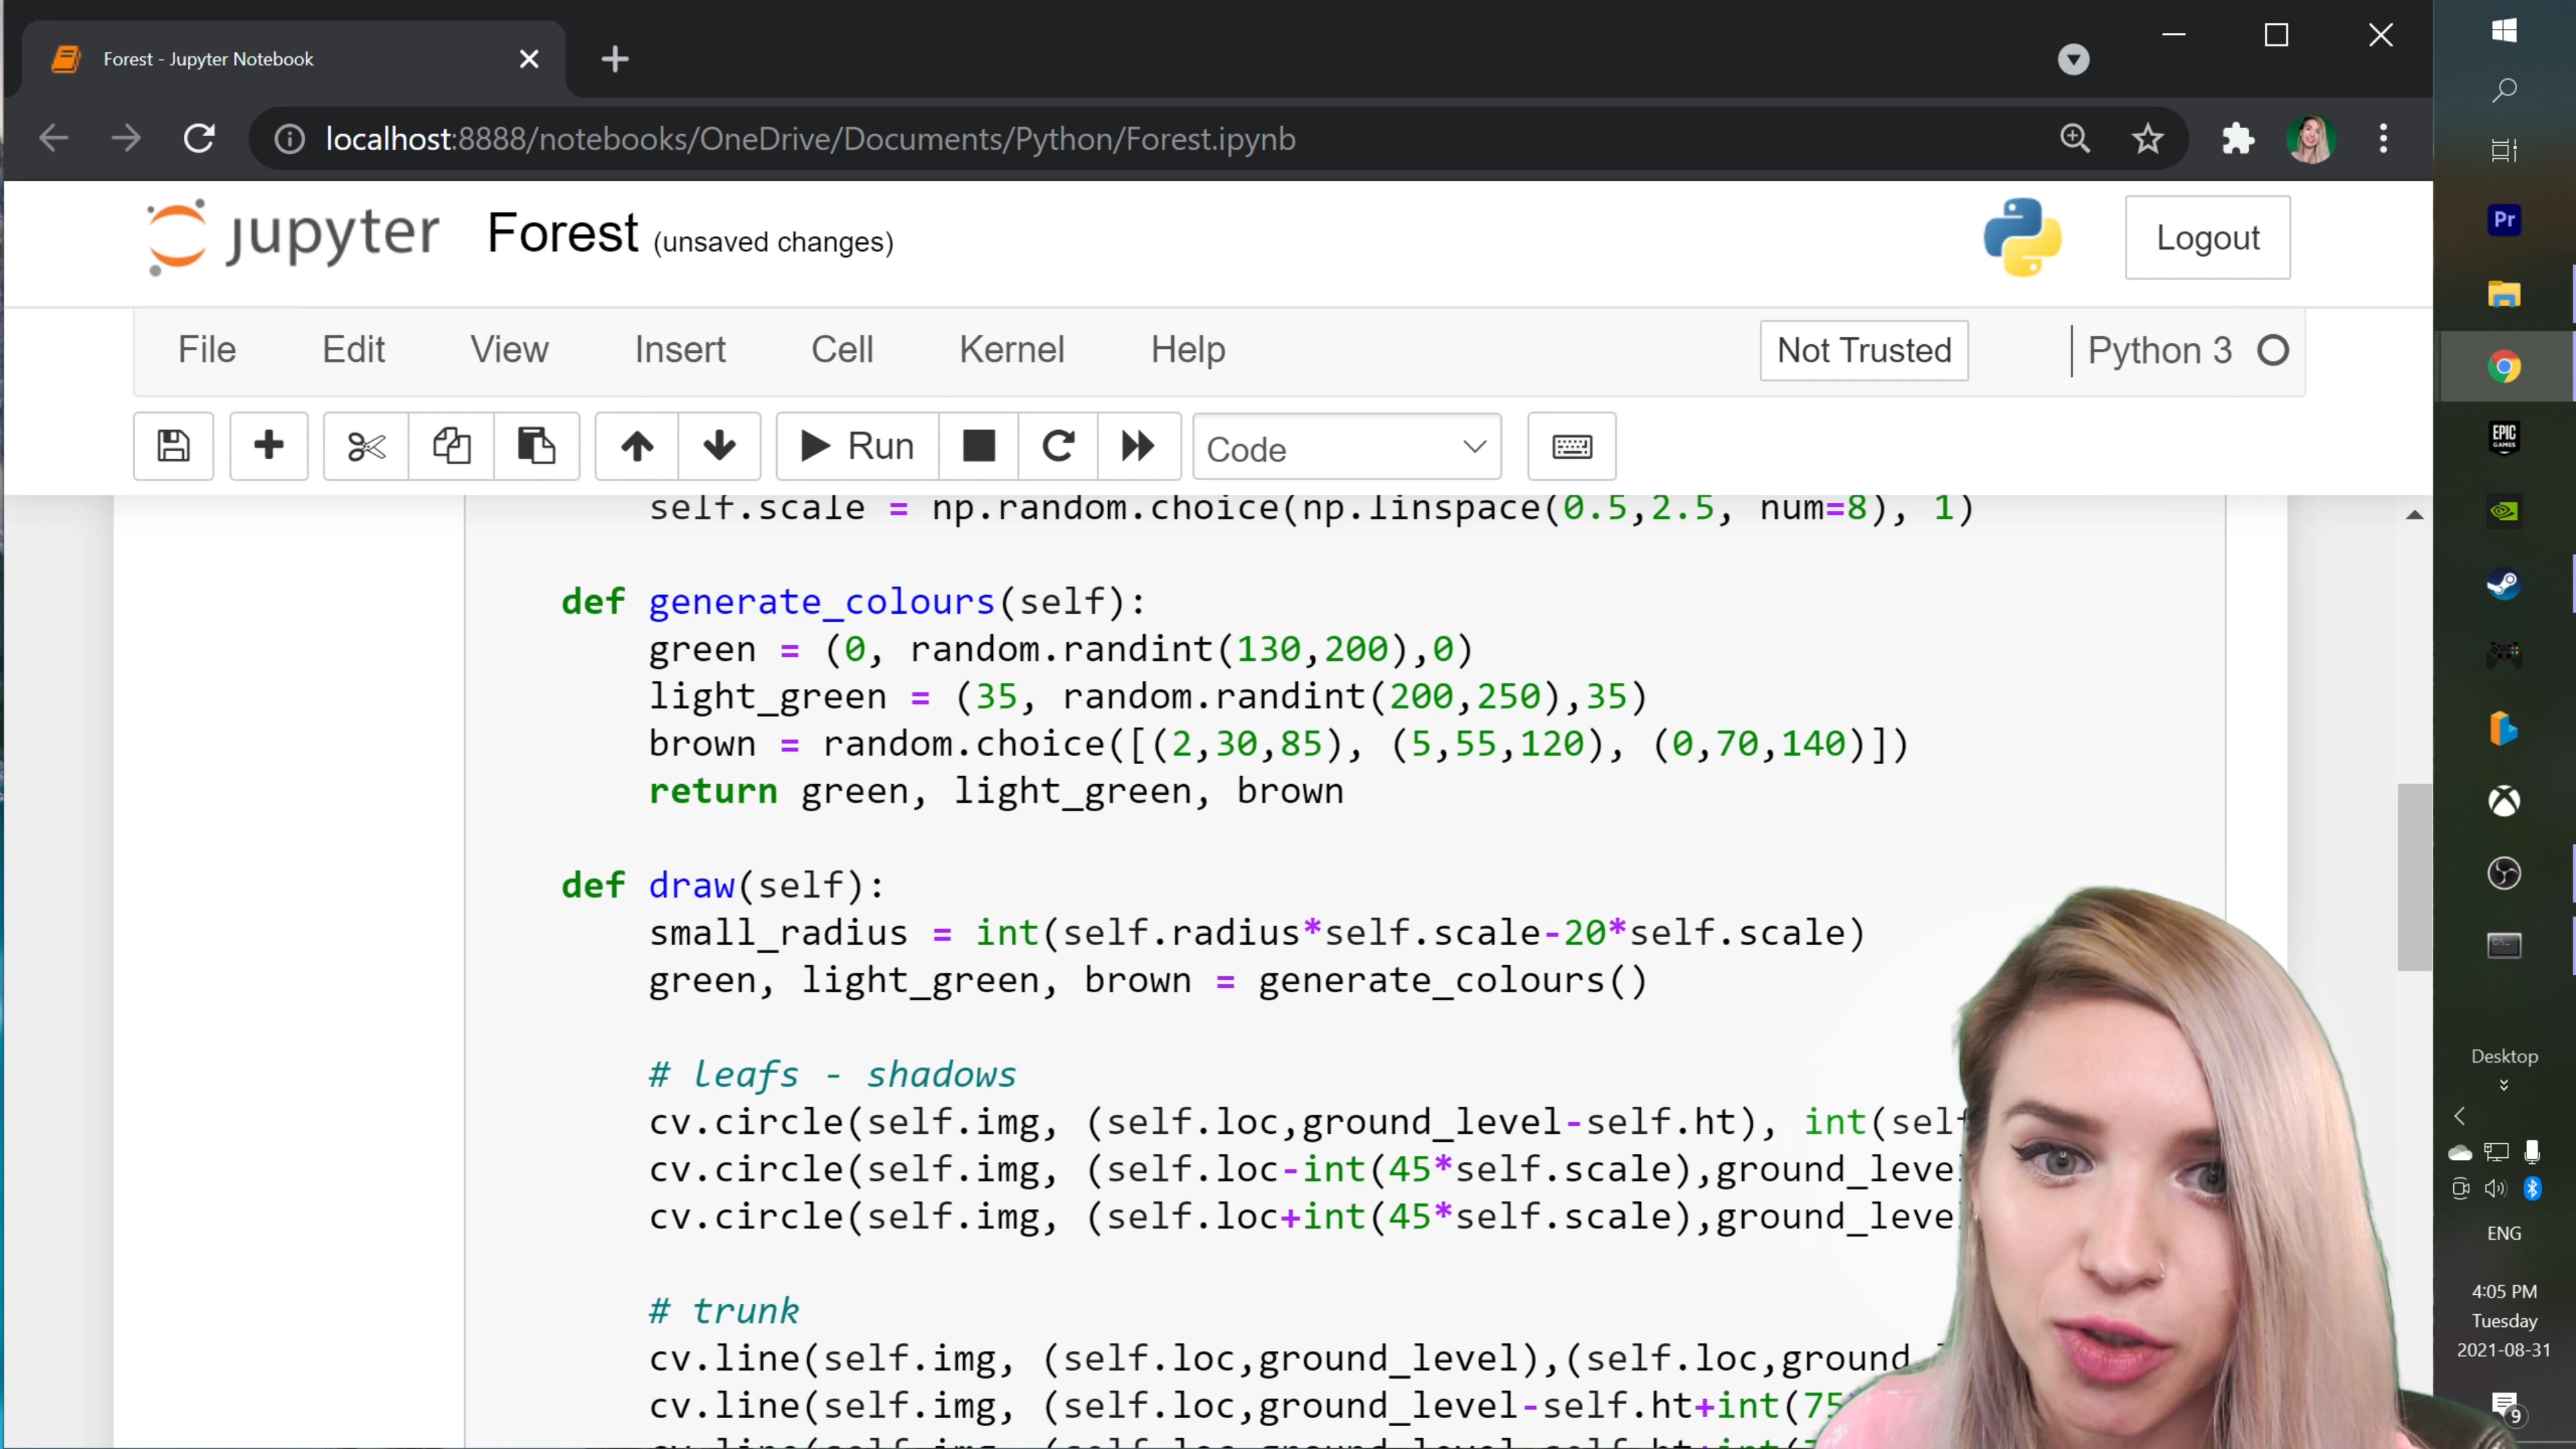 Forest - Jupyter Notebook
localhost:8888/notebooks/OneDrive/Documents/Python/Forest.ipynb
jupyter Forest (unsaved changes)
Logout
File Edit View Insert Cell Kernel Help
Not Trusted
Python 3
Run
Code
self.scale = np.random.choice(np.linspace(0.5,2.5, num=8), 1)
def generate_colours(self):
green = (0, random.randint(130,200),0)
light_green = (35, random.randint(200,250),35)
brown = random.choice([(2,30,85), (5,55,120), (0,70,140)])
return green, light_green, brown
def draw(self):
small_radius = int(self.radius*self.scale-20*self.scale)
green, light_green, brown = generate_colours()
# leafs - shadows
cv.circle(self.img, (self.loc,ground_level-self.ht), int(self
cv.circle(self.img, (self.loc-int(45*self.scale),ground_level
cv.circle(self.img, (self.loc+int(45*self.scale),ground_leve
# trunk
cv.line(self.img, (self.loc,ground_level),(self.loc,ground_
cv.line(self.img, (self.loc,ground_level-self.ht+int(75
Pr
EPIC
GAMES
Desktop
ENG
4:05 PM
Tuesday
2021-08-31
9